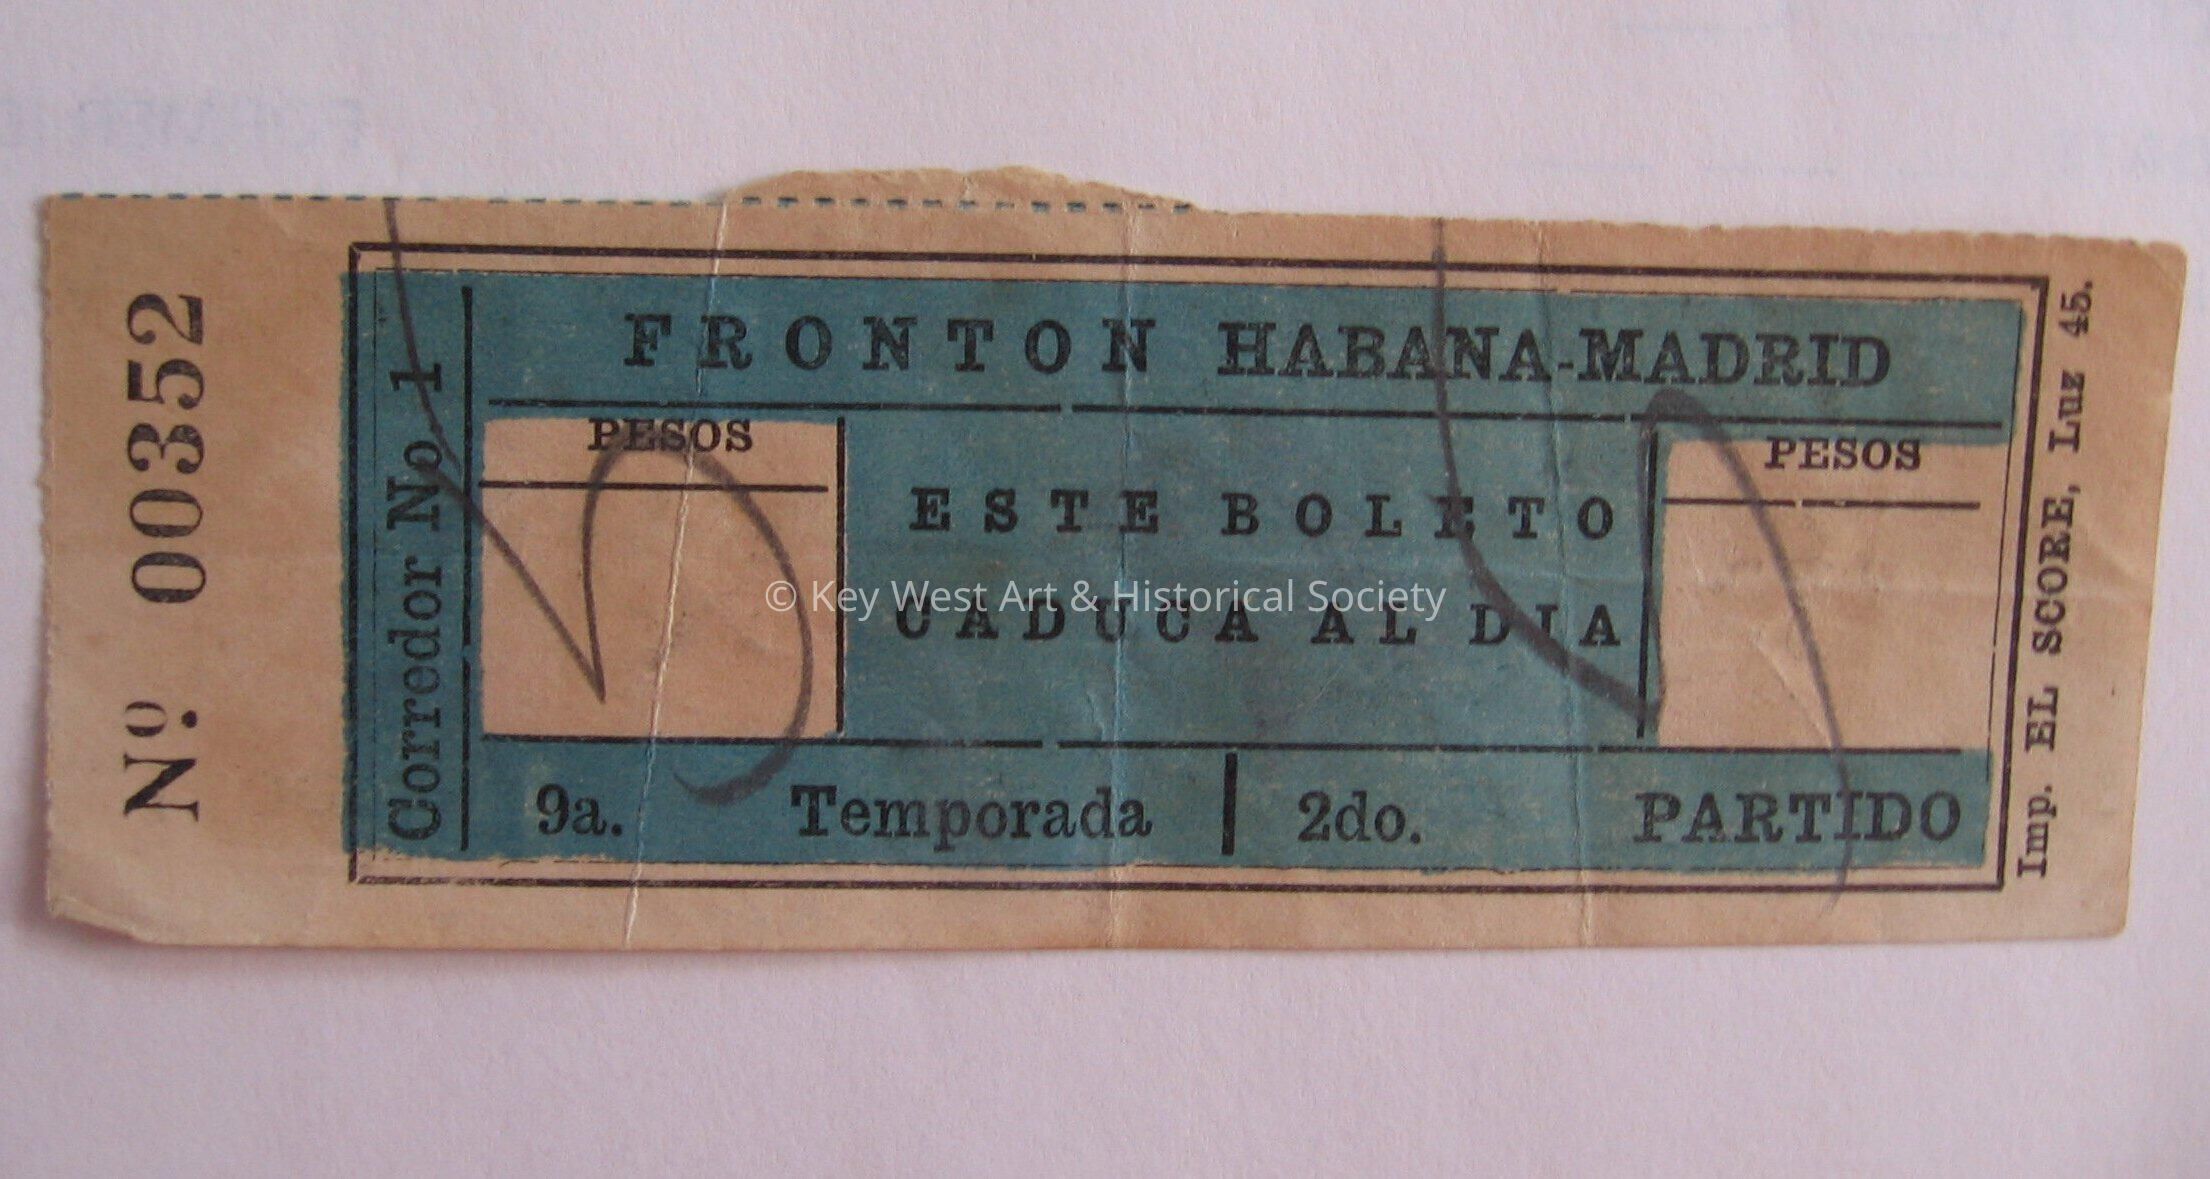 Nº 00352
Corredor No 1
FRONTON HABANA-MADRID
PESOS
ESTE BOLETO
CADUCA AL DIA
PESOS
9a. Temporada
2do. PARTIDO
Imp. EL SCORE, Luz 45.
© Key West Art & Historical Society